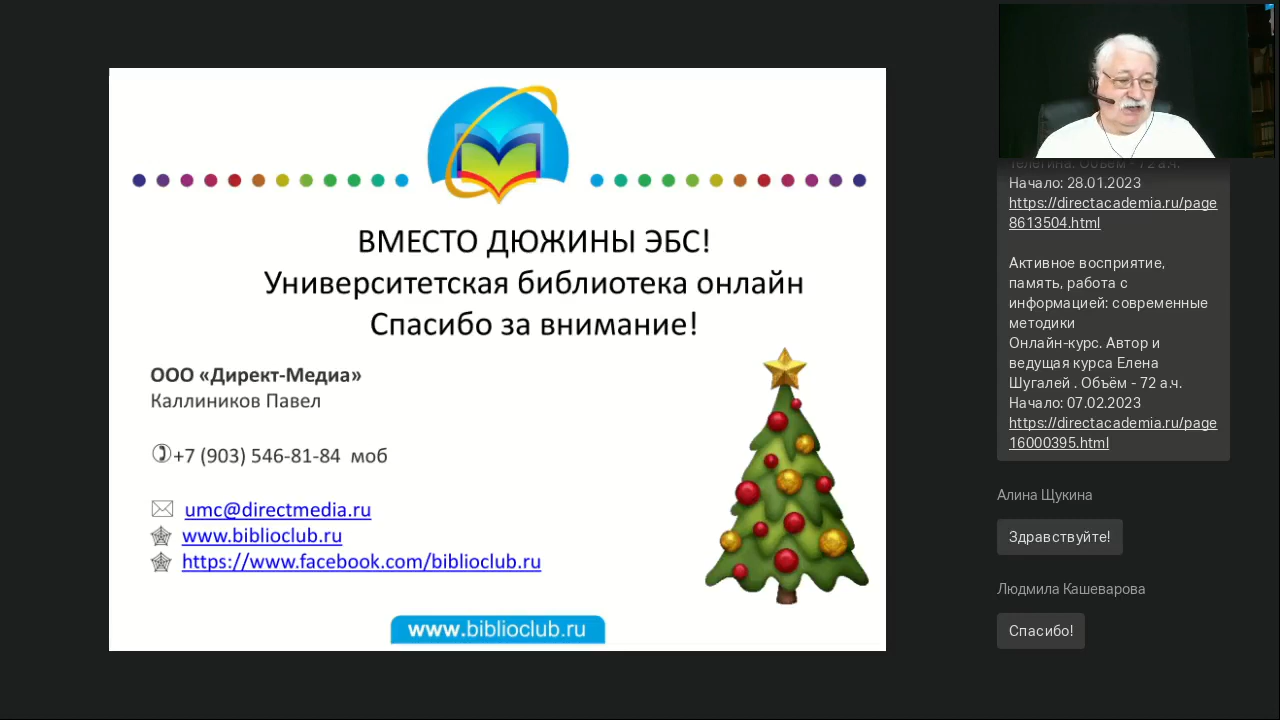 ВМЕСТО ДЮЖИНЫ ЭБС!
Университетская библиотека онлайн
Спасибо за внимание!
ООО «Директ-Медиа»
Каллиников Павел
+7 (903) 546-81-84 моб
umc@directmedia.ru
www.biblioclub.ru
https://www.facebook.com/biblioclub.ru
www.biblioclub.ru
Телегина. Объём - 72 а.ч.
Начало: 28.01.2023
https://directacademia.ru/page
8613504.html
Активное восприятие,
память, работа с
информацией: современные
методики
Онлайн-курс. Автор и
ведущая курса Елена
Шугалей . Объём - 72 а.ч.
Начало: 07.02.2023
https://directacademia.ru/page
16000395.html
Алина Щукина
Здравствуйте!
Людмила Кашеварова
Спасибо!